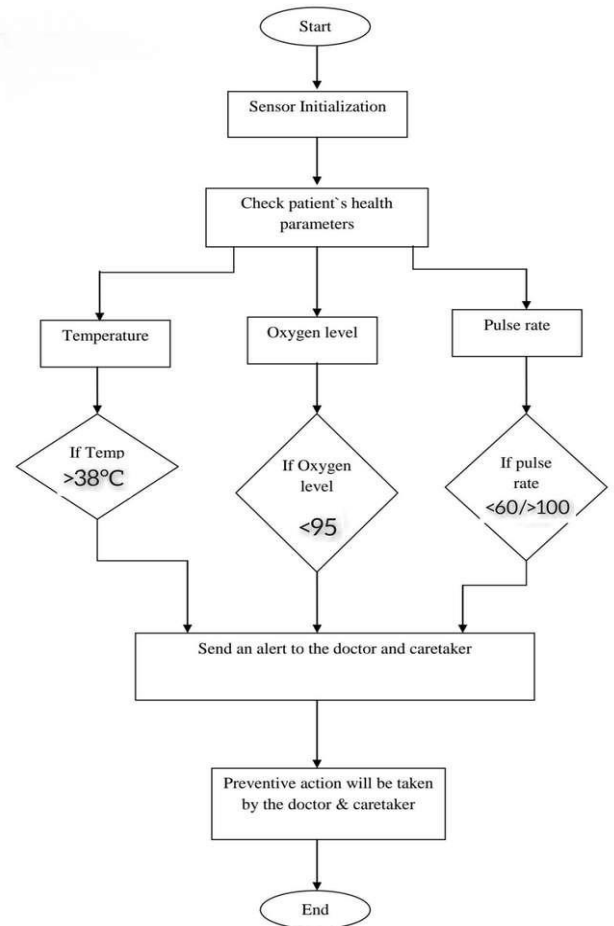 Start
Sensor Initialization
Check patient`s health
parameters
Temperature
Oxygen level
Pulse rate
If Temp
>38°C
If Oxygen
level
<95
If pulse
rate
<60/>100
Send an alert to the doctor and caretaker
Preventive action will be taken
by the doctor & caretaker
End